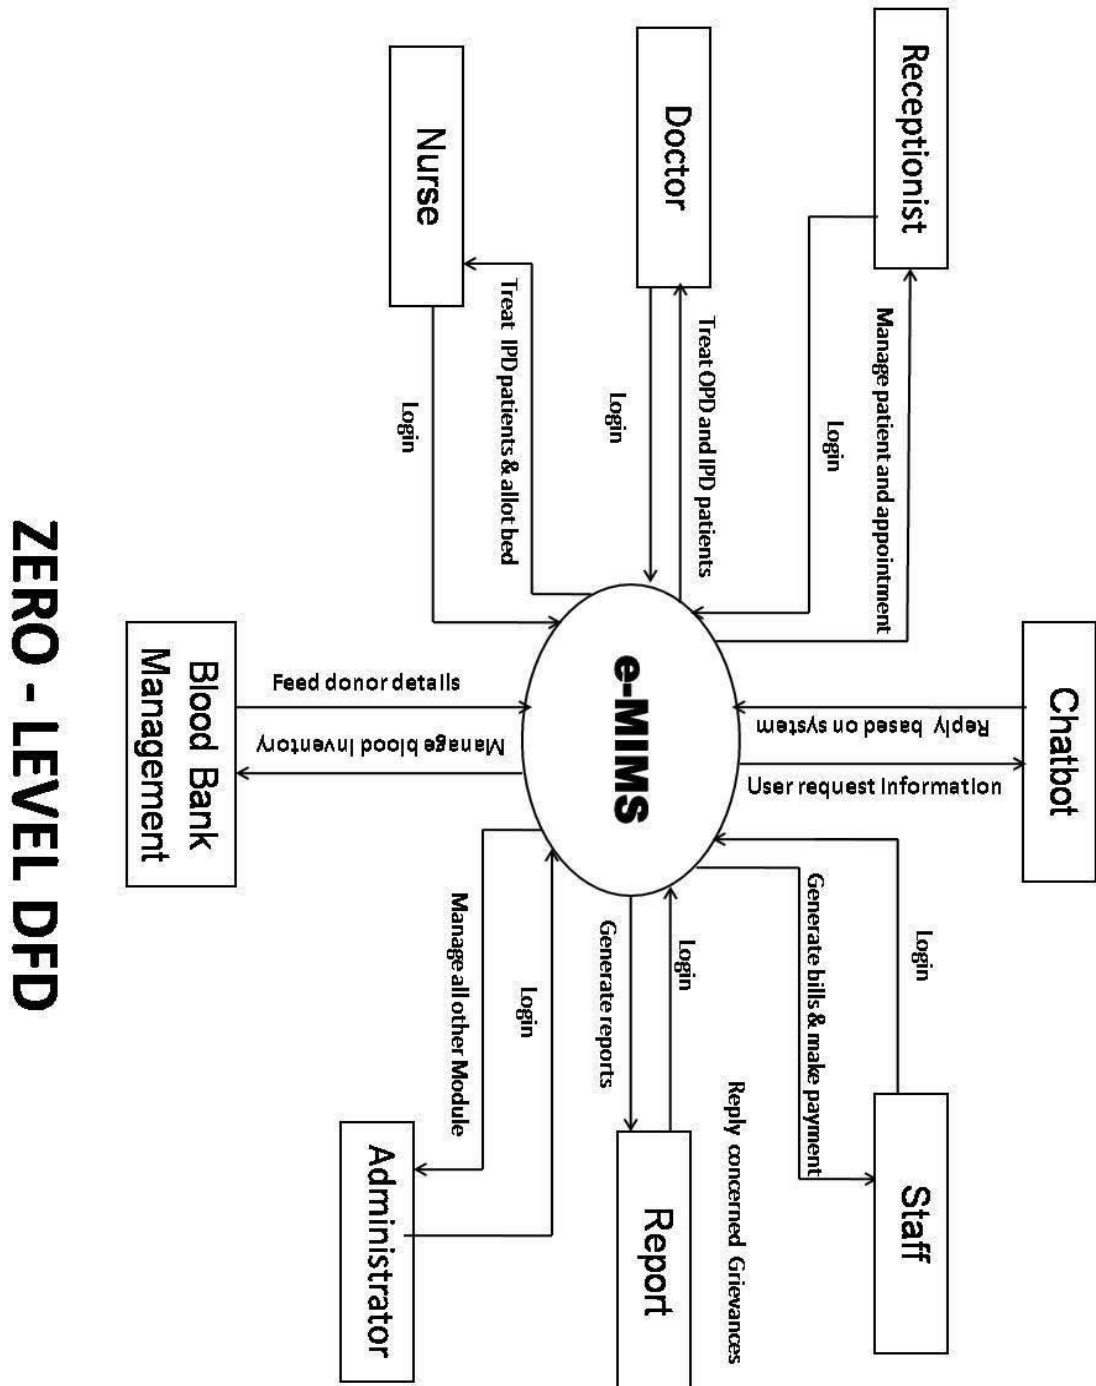 Receptionist
Manage patient and appointment
Login
Doctor
Treat OPD and IPD patients
Login
Nurse
Treat IPD patients & allot bed
Login
Chatbot
Reply based on system
User request Information
e-MIMS
Feed donor details
Manage blood Inventory
Blood Bank
Management
Login
Staff
Generate bills & make payment
Reply concerned Grievances
Login
Report
Generate reports
Login
Administrator
Manage all other Module
ZERO - LEVEL DFD